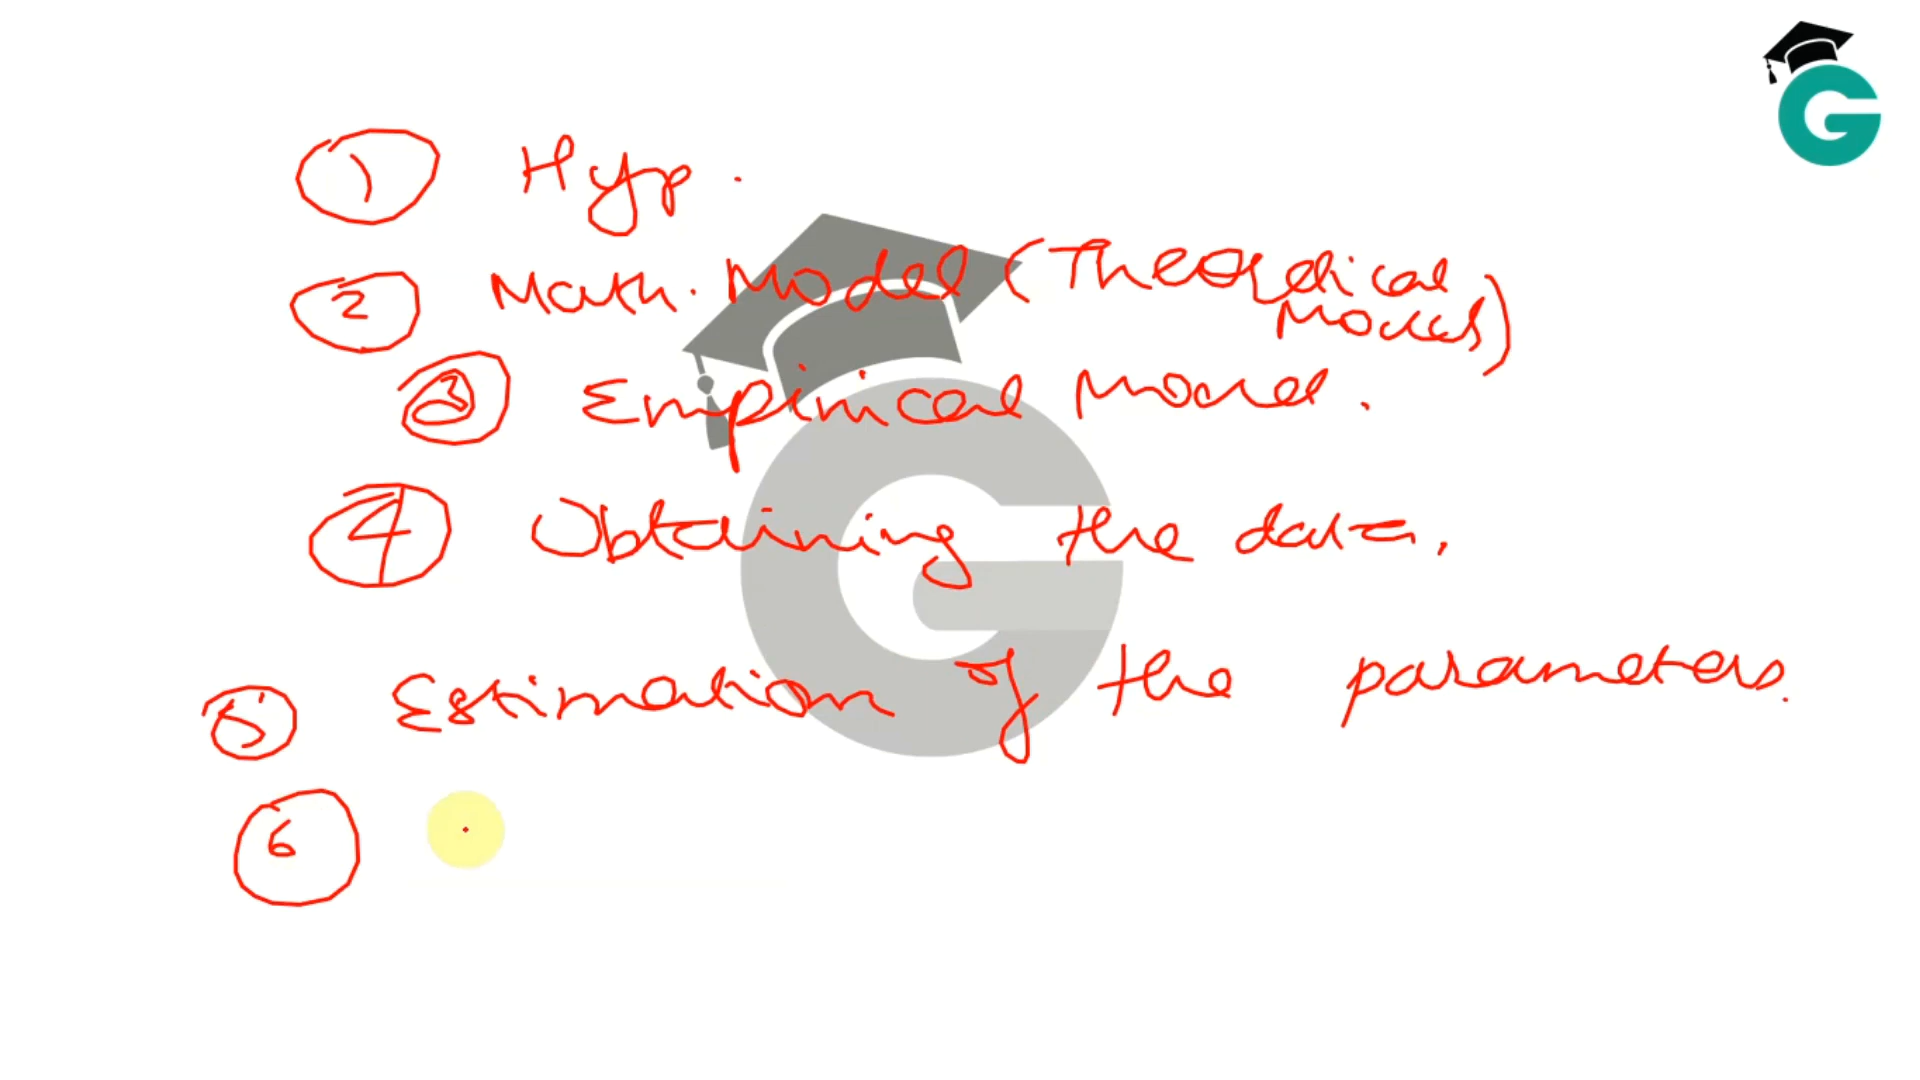 1 Hyp.
2 Math. Model (Theoretical
Model)
3 Empirical Model.
4 Obtaining the data.
5 Estimation of the parameters.
6
G